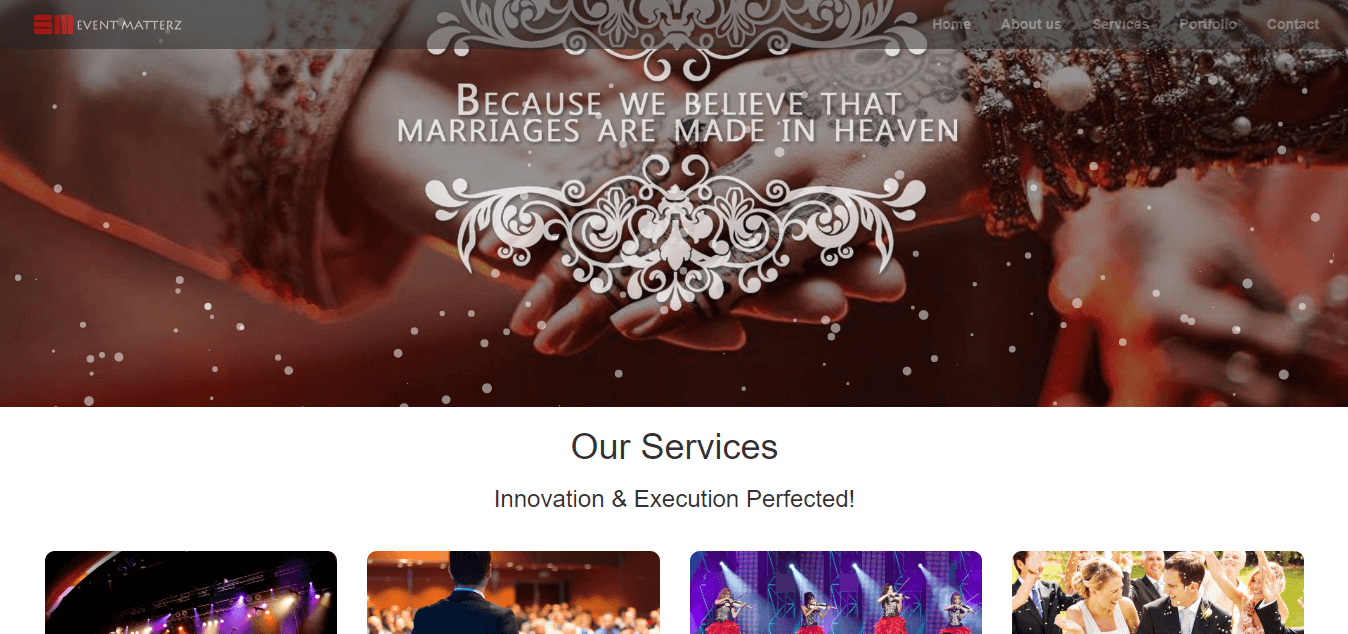 EVENT MATTERZ
Home
About us
Services
Portfolio
Contact
BECAUSE WE BELIEVE THAT
MARRIAGES ARE MADE IN HEAVEN
Our Services
Innovation & Execution Perfected!